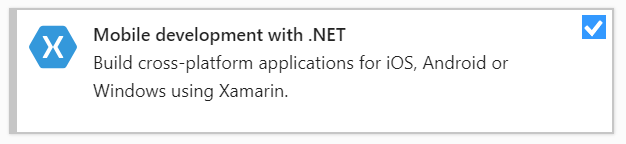 Mobile development with .NET
Build cross-platform applications for iOS, Android or
Windows using Xamarin.